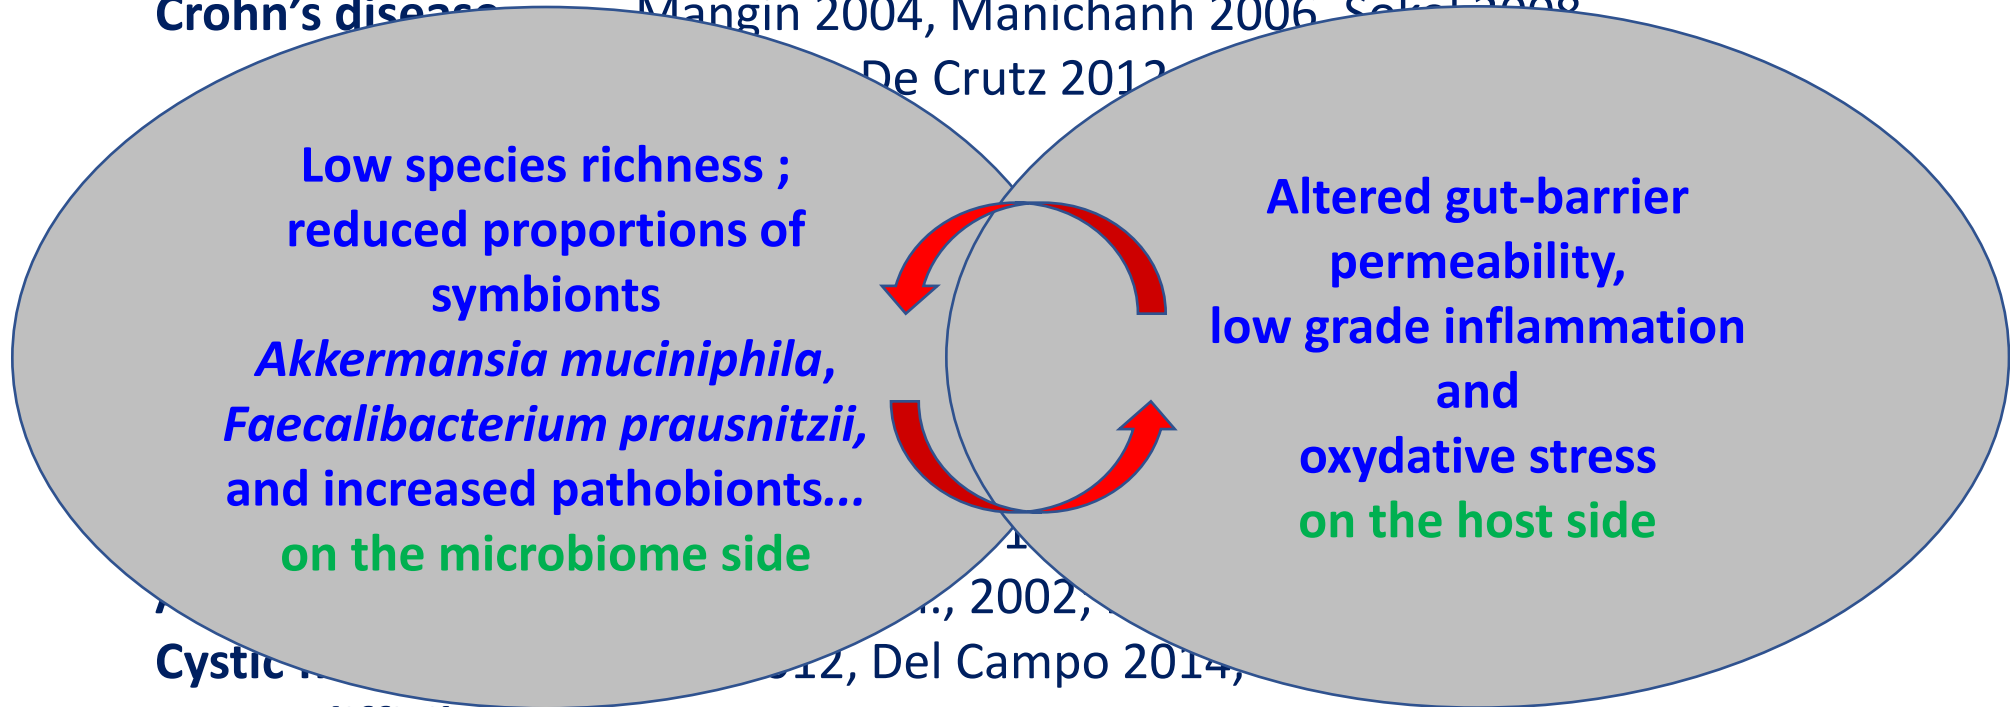 Crohn's disease Mangin 2004, Manichanh 2006, Sokol 2008
De Crutz 2012
Low species richness ;
reduced proportions of
symbionts
Akkermansia muciniphila,
Faecalibacterium prausnitzii,
and increased pathobionts...
on the microbiome side
Altered gut-barrier
permeability,
low grade inflammation
and
oxydative stress
on the host side
2002,
Cystic Del Campo 2014,